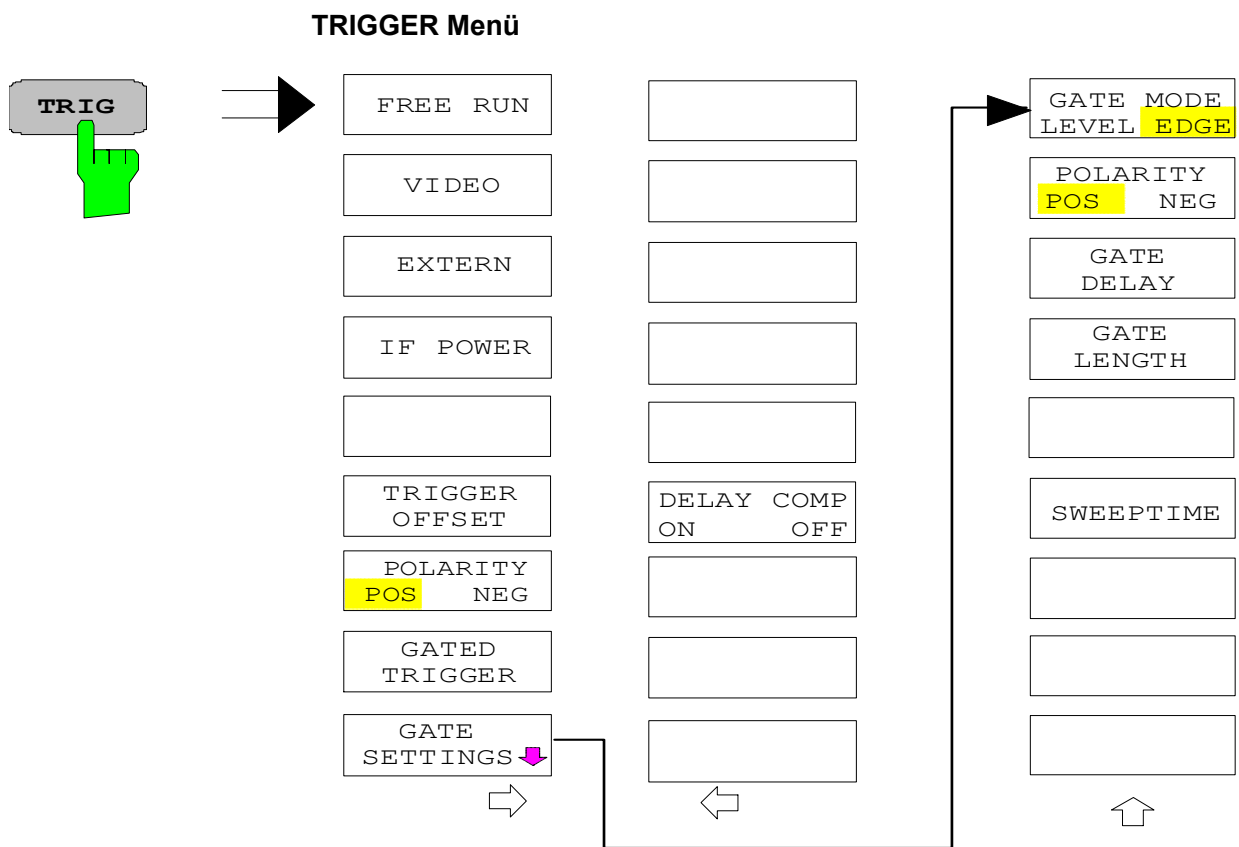 TRIGGER Menü
TRIG
FREE RUN
VIDEO
EXTERN
IF POWER
TRIGGER
OFFSET
POLARITY
POS NEG
GATED
TRIGGER
GATE
SETTINGS
DELAY COMP
ON OFF
GATE MODE
LEVEL EDGE
POLARITY
POS NEG
GATE
DELAY
GATE
LENGTH
SWEEPTIME